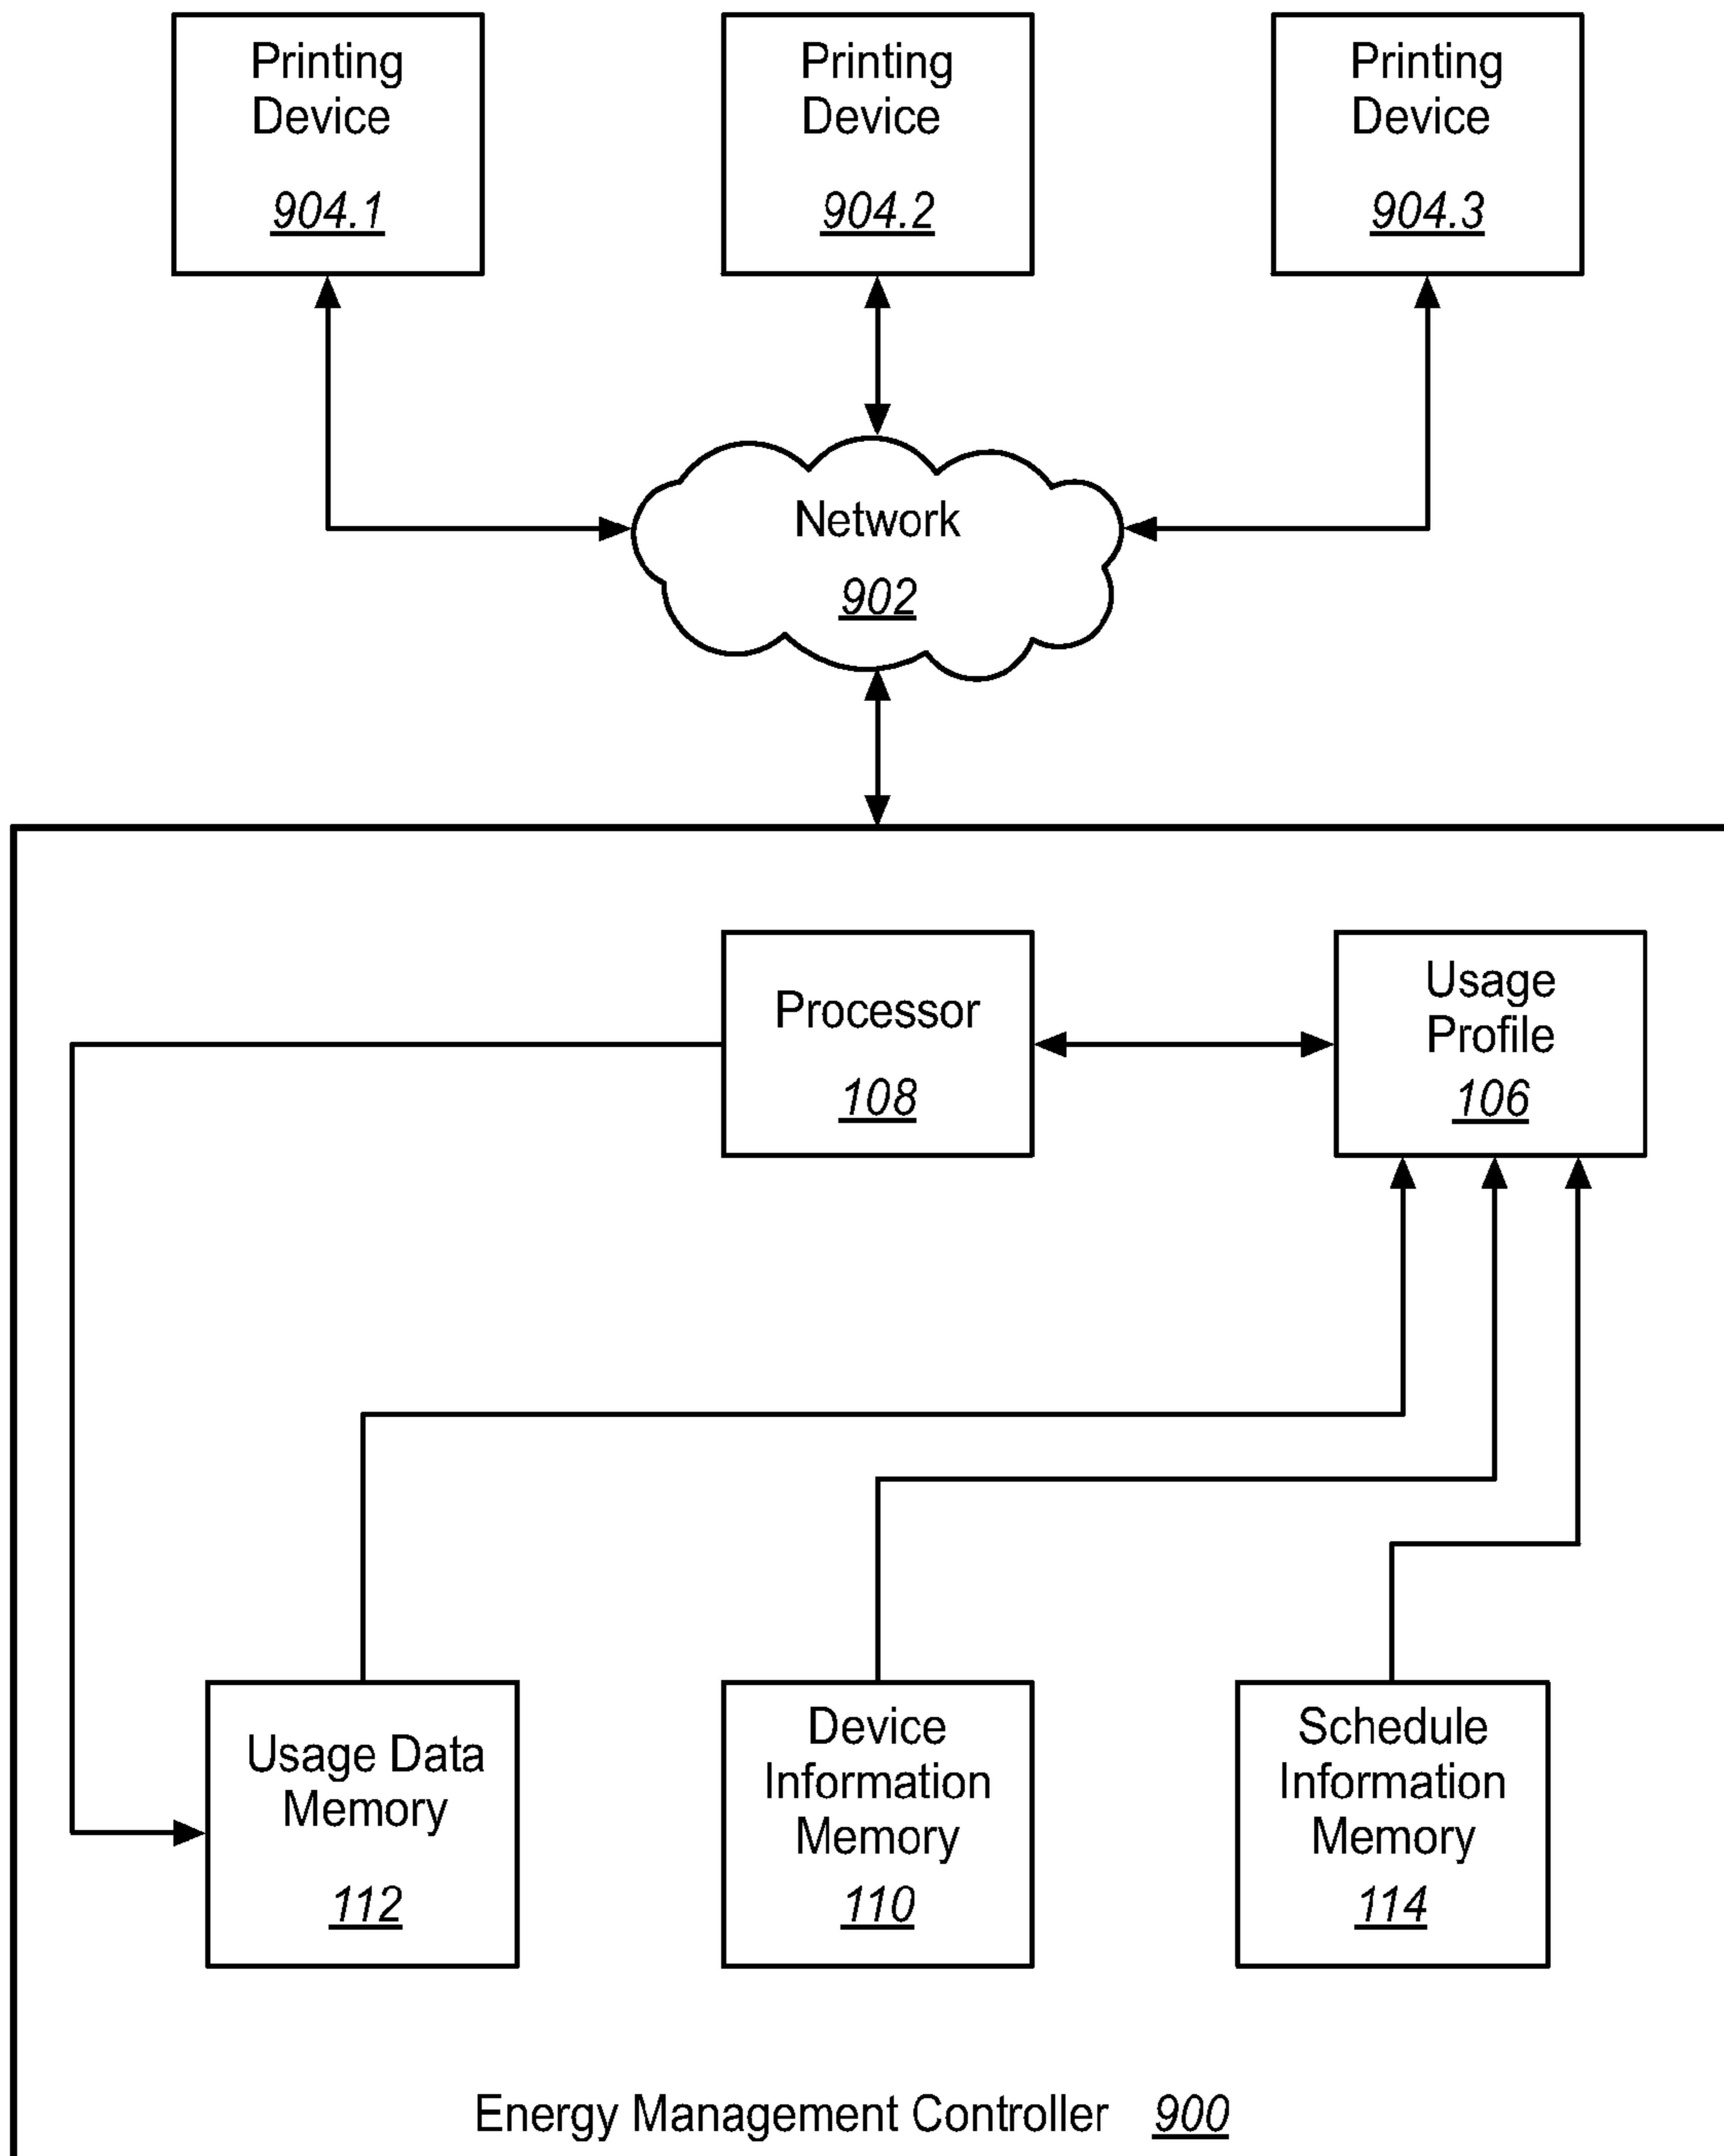 Printing
Device
904.1
Printing
Device
904.2
Printing
Device
904.3
Network
902
Processor
108
Usage
Profile
106
Usage Data
Memory
112
Device
Information
Memory
110
Schedule
Information
Memory
114
Energy Management Controller 900